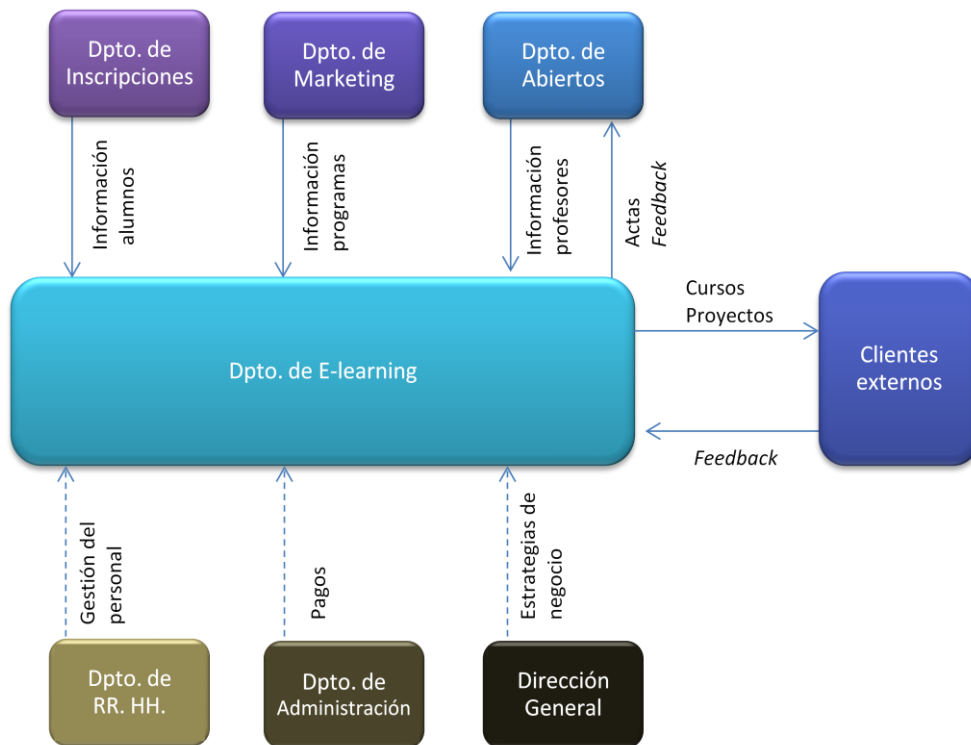 Dpto. de
Inscripciones
Dpto. de
Marketing
Dpto. de
Abiertos
Información
alumnos
Información
programas
Información
profesores
Actas
Feedback
Dpto. de E-learning
Cursos
Proyectos
Clientes
externos
Feedback
Gestión del
personal
Pagos
Estrategias de
negocio
Dpto. de
RR. HH.
Dpto. de
Administración
Dirección
General